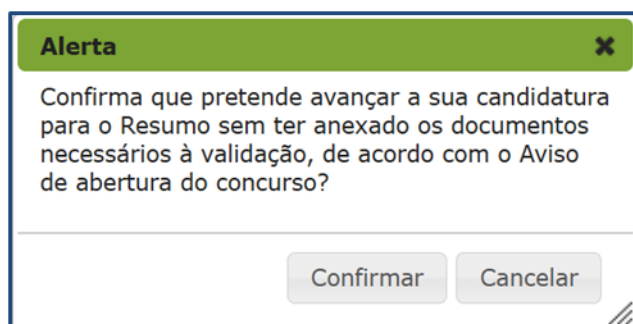 Alerta
Confirma que pretende avançar a sua candidatura
para o Resumo sem ter anexado os documentos
necessários à validação, de acordo com o Aviso
de abertura do concurso?
Confirmar Cancelar